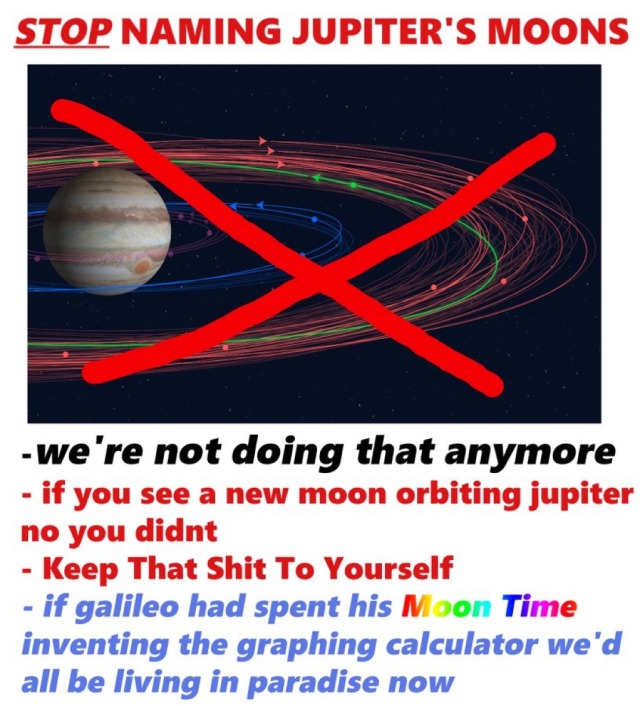 STOP NAMING JUPITER'S MOONS
-we're not doing that anymore
- if you see a new moon orbiting jupiter
no you didnt
- Keep That Shit To Yourself
- if galileo had spent his Moon Time
inventing the graphing calculator we'd
all be living in paradise now